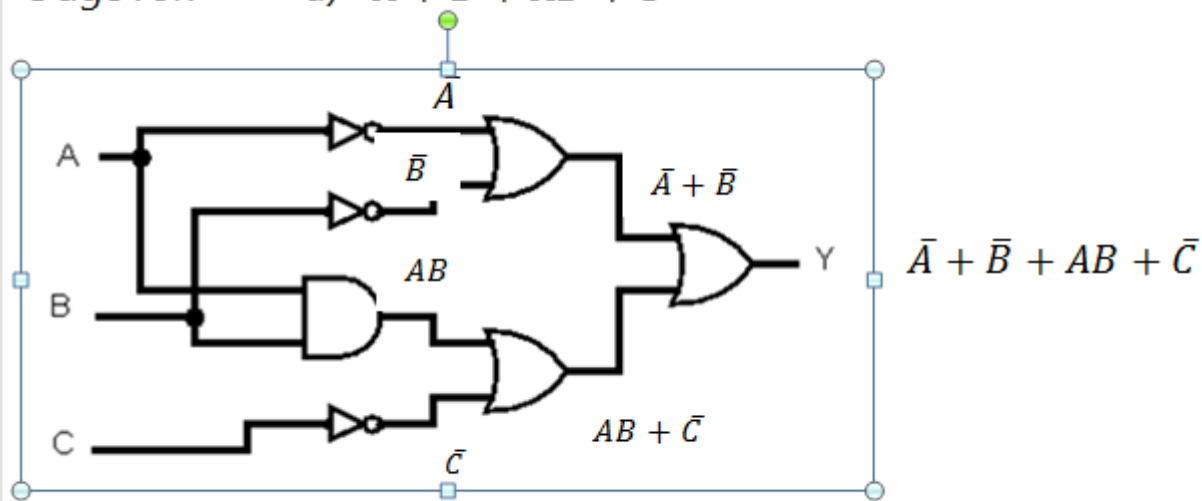 A̅
A
B̅
A̅ + B̅
Y
A̅ + B̅ + AB + C̅
AB
B
AB + C̅
C
C̅